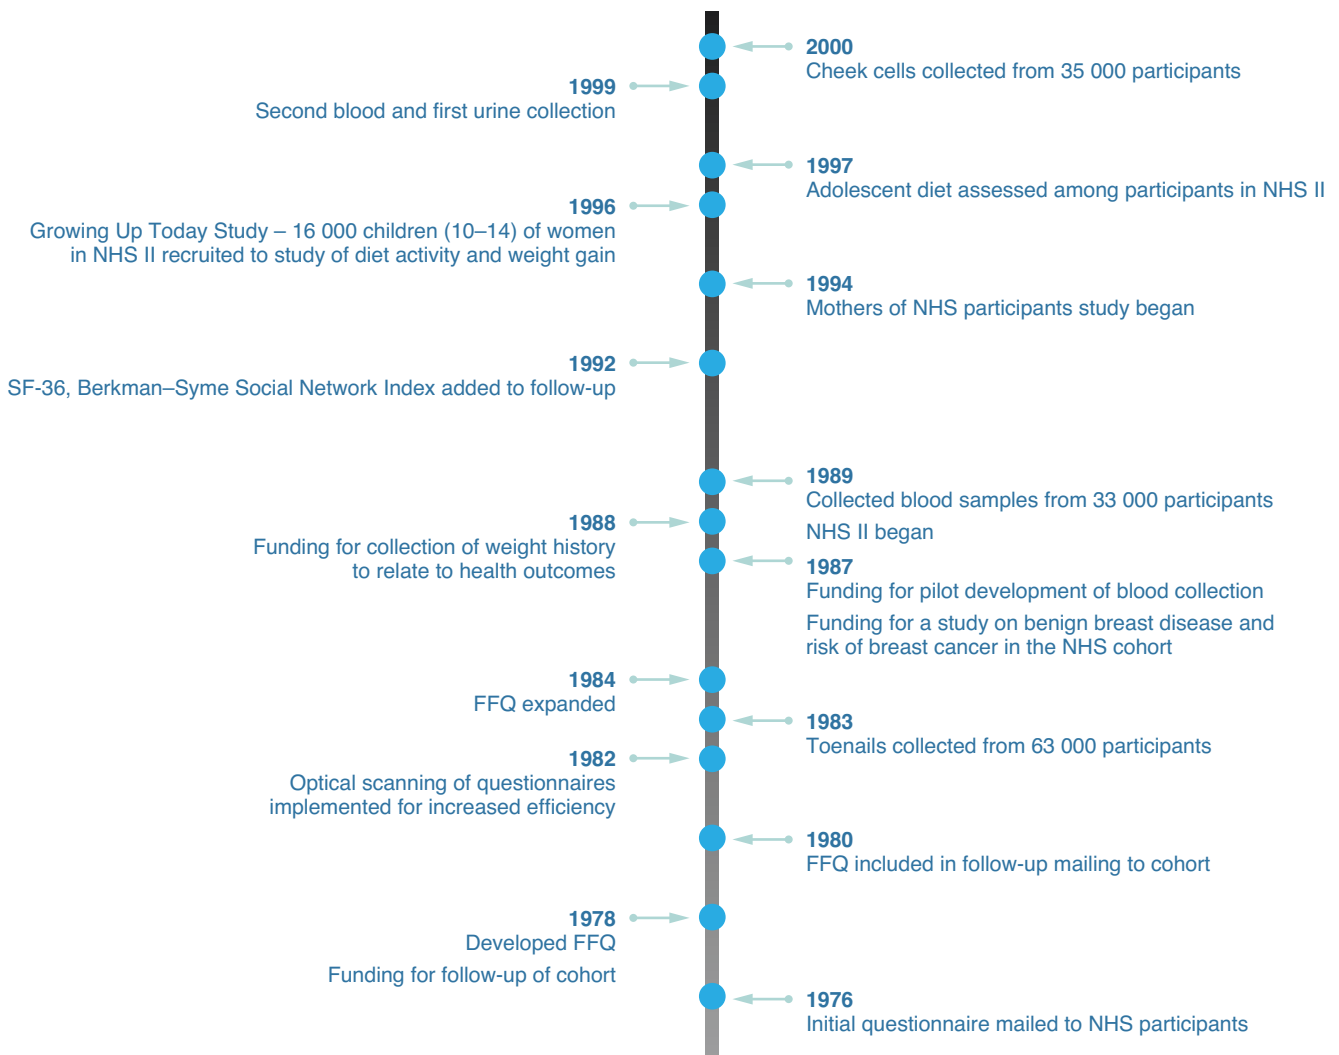 2000
Cheek cells collected from 35 000 participants
1999
Second blood and first urine collection
1997
Adolescent diet assessed among participants in NHS II
1996
Growing Up Today Study – 16 000 children (10–14) of women
in NHS II recruited to study of diet activity and weight gain
1994
Mothers of NHS participants study began
1992
SF-36, Berkman–Syme Social Network Index added to follow-up
1989
Collected blood samples from 33 000 participants
NHS II began
1988
Funding for collection of weight history
to relate to health outcomes
1987
Funding for pilot development of blood collection
Funding for a study on benign breast disease and
risk of breast cancer in the NHS cohort
1984
FFQ expanded
1983
Toenails collected from 63 000 participants
1982
Optical scanning of questionnaires
implemented for increased efficiency
1980
FFQ included in follow-up mailing to cohort
1978
Developed FFQ
Funding for follow-up of cohort
1976
Initial questionnaire mailed to NHS participants